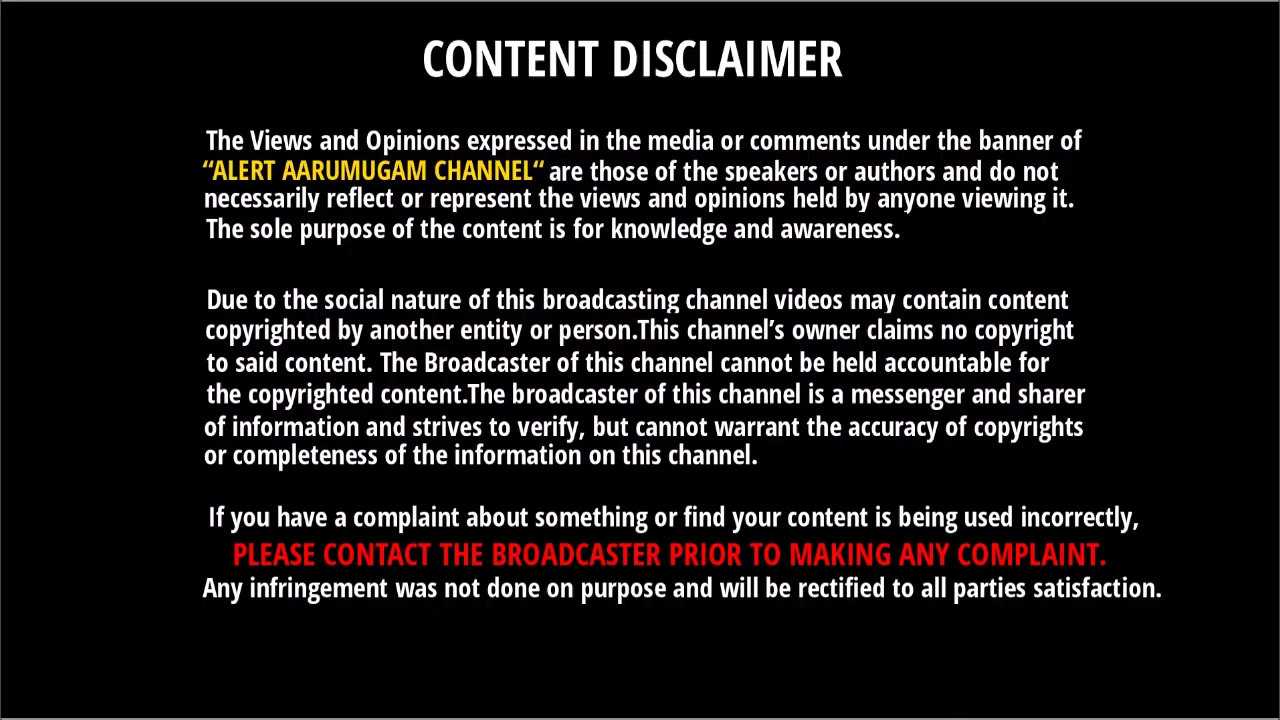 CONTENT DISCLAIMER
The Views and Opinions expressed in the media or comments under the banner of
“ALERT AARUMUGAM CHANNEL“ are those of the speakers or authors and do not
necessarily reflect or represent the views and opinions held by anyone viewing it.
The sole purpose of the content is for knowledge and awareness.
Due to the social nature of this broadcasting channel videos may contain content
copyrighted by another entity or person.This channel’s owner claims no copyright
to said content. The Broadcaster of this channel cannot be held accountable for
the copyrighted content.The broadcaster of this channel is a messenger and sharer
of information and strives to verify, but cannot warrant the accuracy of copyrights
or completeness of the information on this channel.
If you have a complaint about something or find your content is being used incorrectly,
PLEASE CONTACT THE BROADCASTER PRIOR TO MAKING ANY COMPLAINT.
Any infringement was not done on purpose and will be rectified to all parties satisfaction.